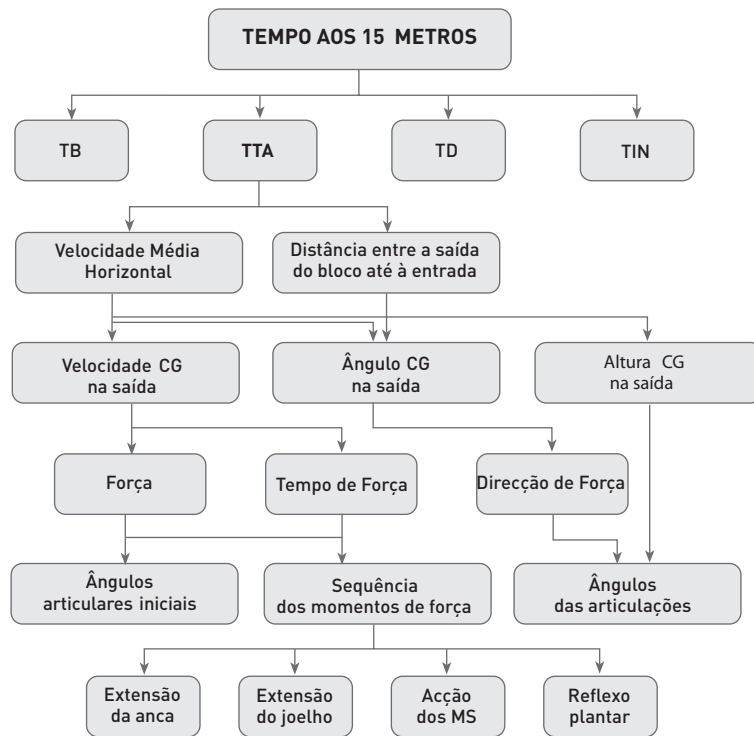 TEMPO AOS 15 METROS
TB
TTA
TD
TIN
Velocidade Média
Horizontal
Distância entre a saída
do bloco até à entrada
Velocidade CG
na saída
Ângulo CG
na saída
Altura CG
na saída
Força
Tempo de Força
Direcção de Força
Ângulos
articulares iniciais
Sequência
dos momentos de força
Ângulos
das articulações
Extensão
da anca
Extensão
do joelho
Acção
dos MS
Reflexo
plantar